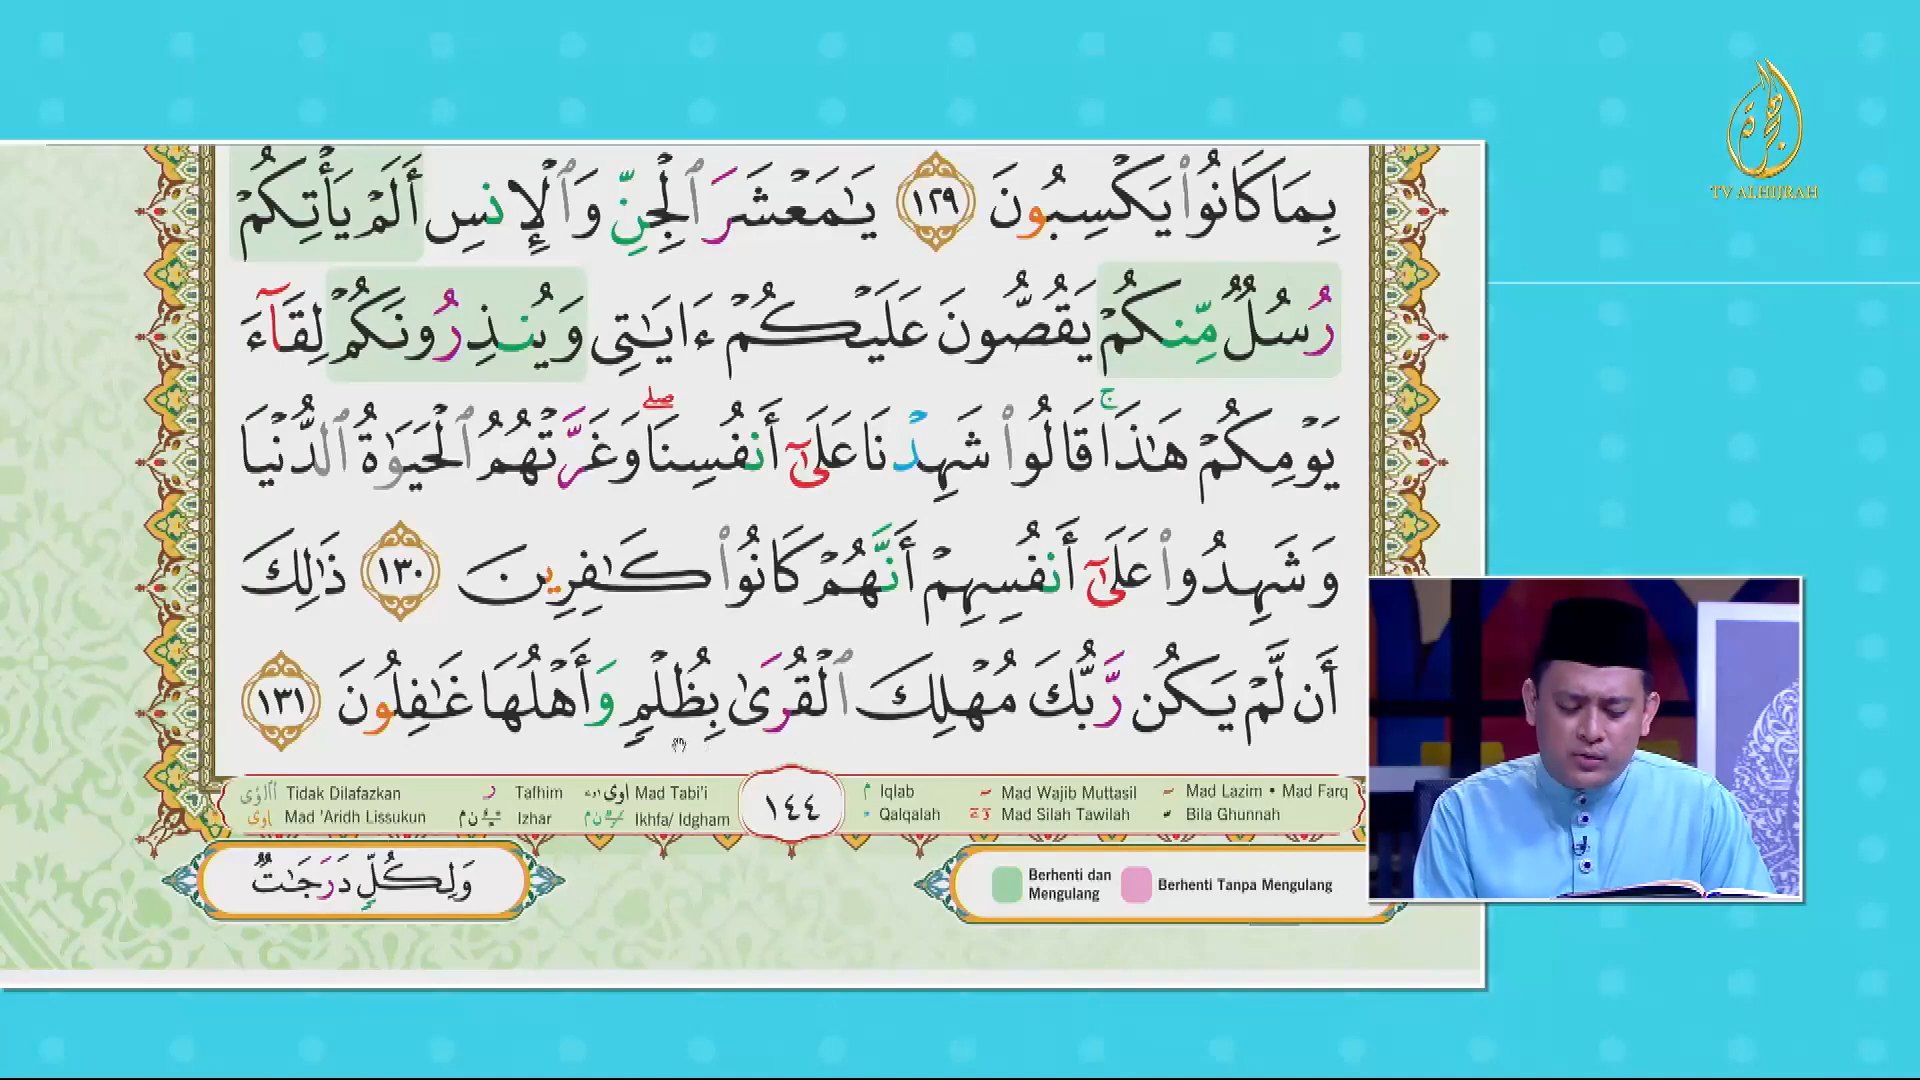 الهجرة
TV ALHIJRAH
بِمَا كَانُوا۟ يَكْسِبُونَ ١٢٩ يَـٰمَعْشَرَ ٱلْجِنِّ وَٱلْإِنسِ أَلَمْ يَأْتِكُمْ
رُسُلٌ مِّنكُمْ يَقُصُّونَ عَلَيْكُمْ ءَايَـٰتِى وَيُنذِرُونَكُمْ لِقَآءَ
يَوْمِكُمْ هَـٰذَا ۚ قَالُوا۟ شَهِدْنَا عَلَىٰٓ أَنفُسِنَا ۖ وَغَرَّتْهُمُ ٱلْحَيَوٰةُ ٱلدُّنْيَا
وَشَهِدُوا۟ عَلَىٰٓ أَنفُسِهِمْ أَنَّهُمْ كَانُوا۟ كَـٰفِرِينَ ١٣٠ ذَٰلِكَ
أَن لَّمْ يَكُن رَّبُّكَ مُهْلِكَ ٱلْقُرَىٰ بِظُلْمٍ وَأَهْلُهَا غَـٰفِلُونَ ١٣١
Tidak Dilafazkan Tafhim اوى Mad Tabi'i ١٤٤ Iqlab Mad Wajib Muttasil Mad Lazim • Mad Farq
اوى Mad 'Aridh Lissukun Izhar Ikhfa/ Idgham Qalqalah Mad Silah Tawilah Bila Ghunnah
وَلِكُلٍّ دَرَجَـٰتٌ
Berhenti dan Mengulang
Berhenti Tanpa Mengulang